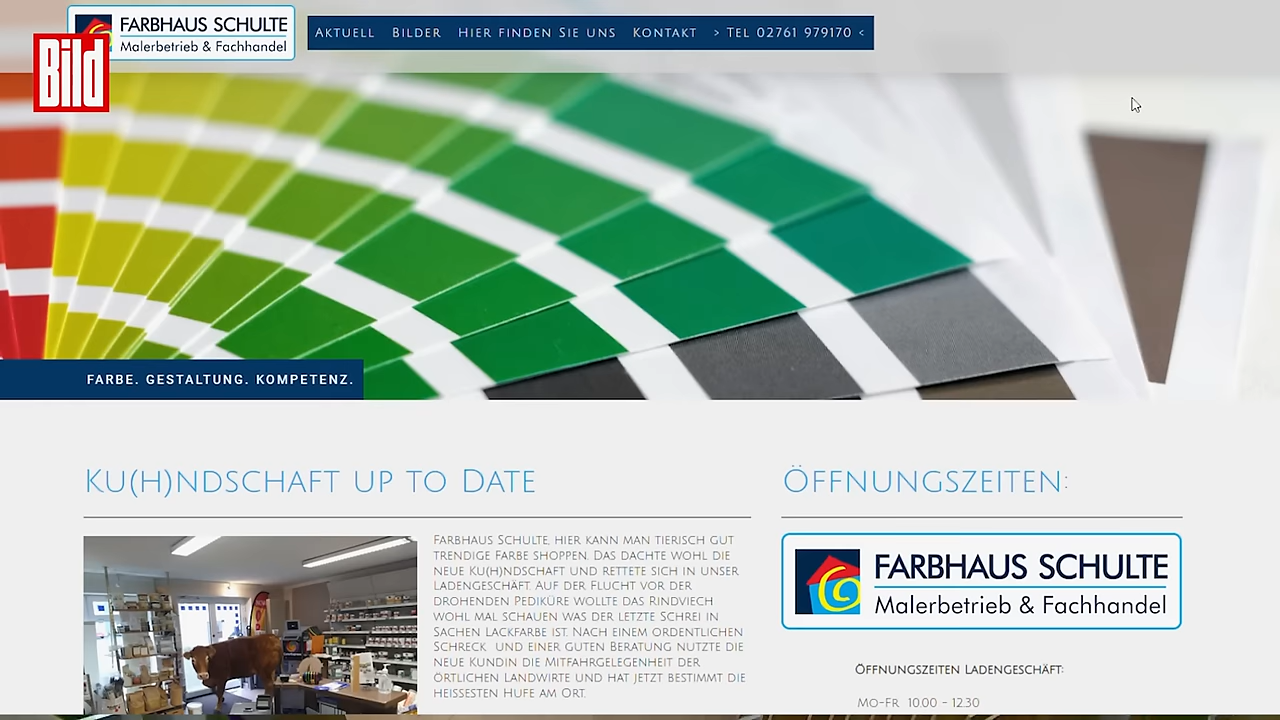 FARBHAUS SCHULTE
Malerbetrieb & Fachhandel
Bild
Aktuell Bilder Hier finden Sie uns Kontakt > Tel 02761 979170 <
FARBE. GESTALTUNG. KOMPETENZ.
Ku(h)ndschaft up to Date
Farbhaus Schulte, hier kann man tierisch gut
trendige Farbe shoppen. Das dachte wohl die
neue Ku(h)ndschaft und rettete sich in unser
Ladengeschäft auf der Flucht vor der
drohenden Pediküre wollte das Rindviech
wohl mal schauen was der letzte Schrei in
Sachen Lackfarbe ist. Nach einem ordentlichen
Schreck und einer guten Beratung nutzte die
neue Kundin die Mitfahrgelegenheit der
örtlichen Landwirte und hat jetzt bestimmt die
heissesten Hufe am Ort.
Öffnungszeiten:
FARBHAUS SCHULTE
Malerbetrieb & Fachhandel
Öffnungszeiten Ladengeschäft:
Mo-Fr 10.00 - 12.30